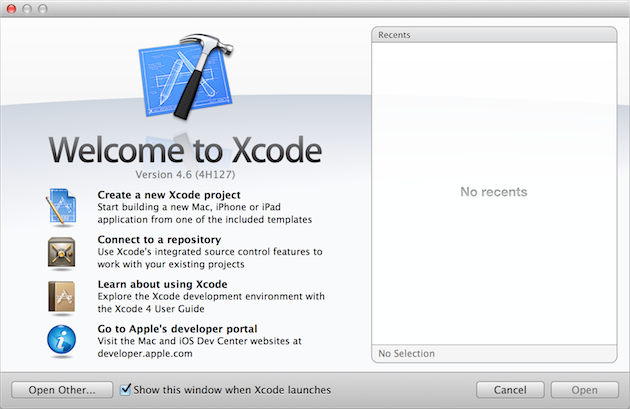 Recents
Welcome to Xcode
Version 4.6 (4H127)
Create a new Xcode project
Start building a new Mac, iPhone or iPad
application from one of the included templates
Connect to a repository
Use Xcode's integrated source control features to
work with your existing projects
Learn about using Xcode
Explore the Xcode development environment with
the Xcode 4 User Guide
Go to Apple's developer portal
Visit the Mac and iOS Dev Center websites at
developer.apple.com
No recents
No Selection
Open Other...
Show this window when Xcode launches
Cancel
Open